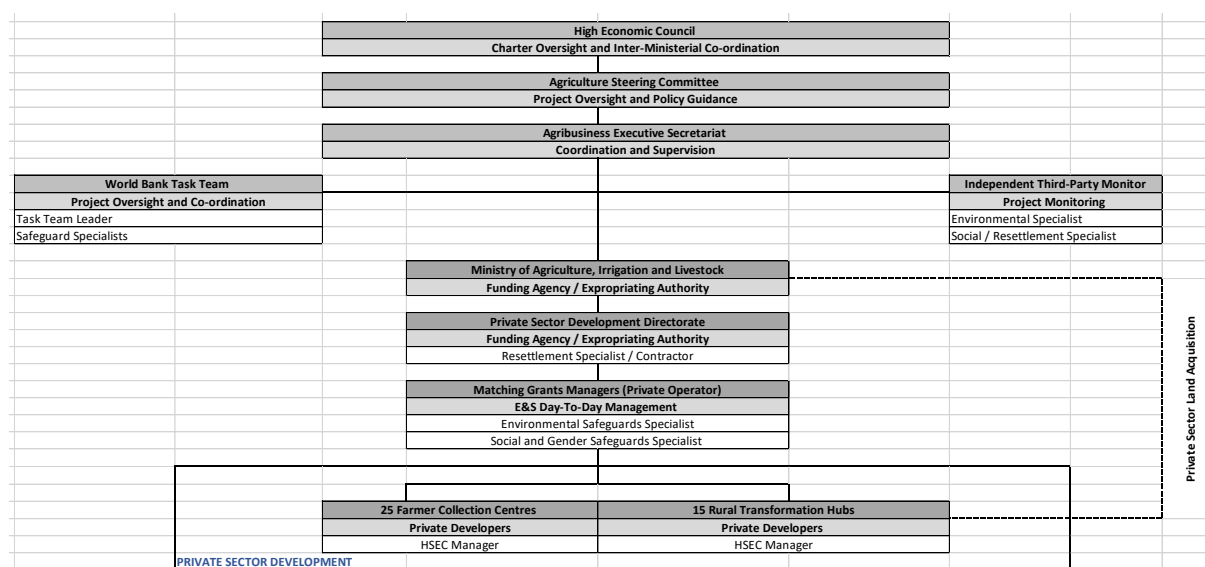 High Economic Council
Charter Oversight and Inter-Ministerial Co-ordination
Agriculture Steering Committee
Project Oversight and Policy Guidance
Agribusiness Executive Secretariat
Coordination and Supervision
World Bank Task Team
Project Oversight and Co-ordination
Task Team Leader
Safeguard Specialists
Independent Third-Party Monitor
Project Monitoring
Environmental Specialist
Social / Resettlement Specialist
Ministry of Agriculture, Irrigation and Livestock
Funding Agency / Expropriating Authority
Private Sector Development Directorate
Funding Agency / Expropriating Authority
Resettlement Specialist / Contractor
Matching Grants Managers (Private Operator)
E&S Day-To-Day Management
Environmental Safeguards Specialist
Social and Gender Safeguards Specialist
Private Sector Land Acquisition
25 Farmer Collection Centres
Private Developers
HSEC Manager
15 Rural Transformation Hubs
Private Developers
HSEC Manager
PRIVATE SECTOR DEVELOPMENT